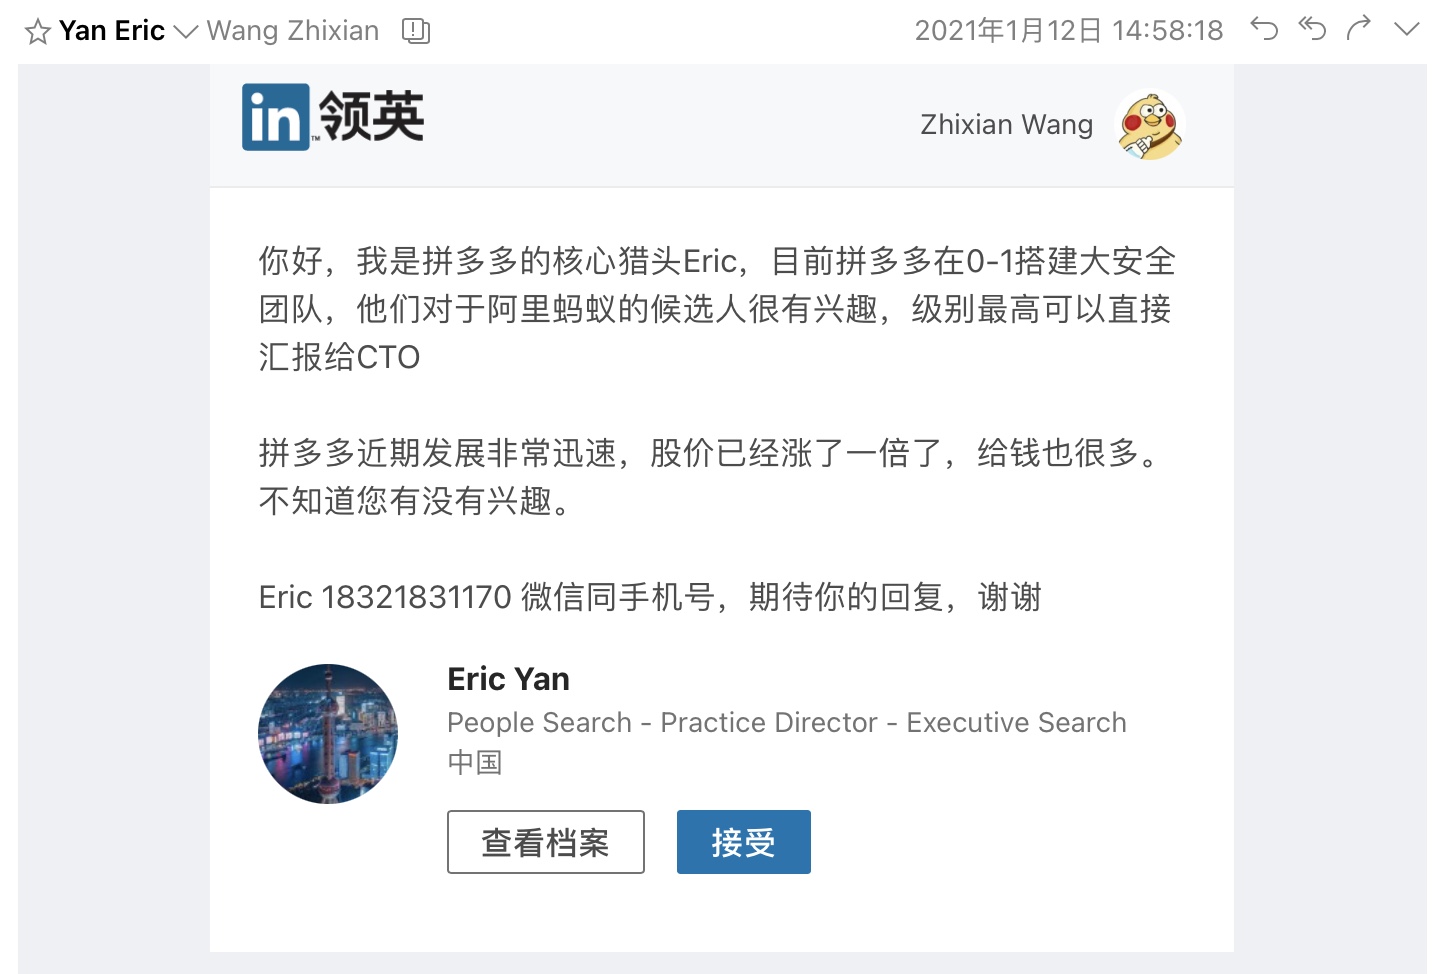 Yan Eric Wang Zhixian 2021年1月12日 14:58:18
in™领英
Zhixian Wang
你好，我是拼多多的核心猎头Eric，目前拼多多在0-1搭建大安全
团队，他们对于阿里蚂蚁的候选人很有兴趣，级别最高可以直接
汇报给CTO
拼多多近期发展非常迅速，股价已经涨了一倍了，给钱也很多。
不知道您有没有兴趣。
Eric 18321831170 微信同手机号，期待你的回复，谢谢
Eric Yan
People Search - Practice Director - Executive Search
中国
查看档案 接受